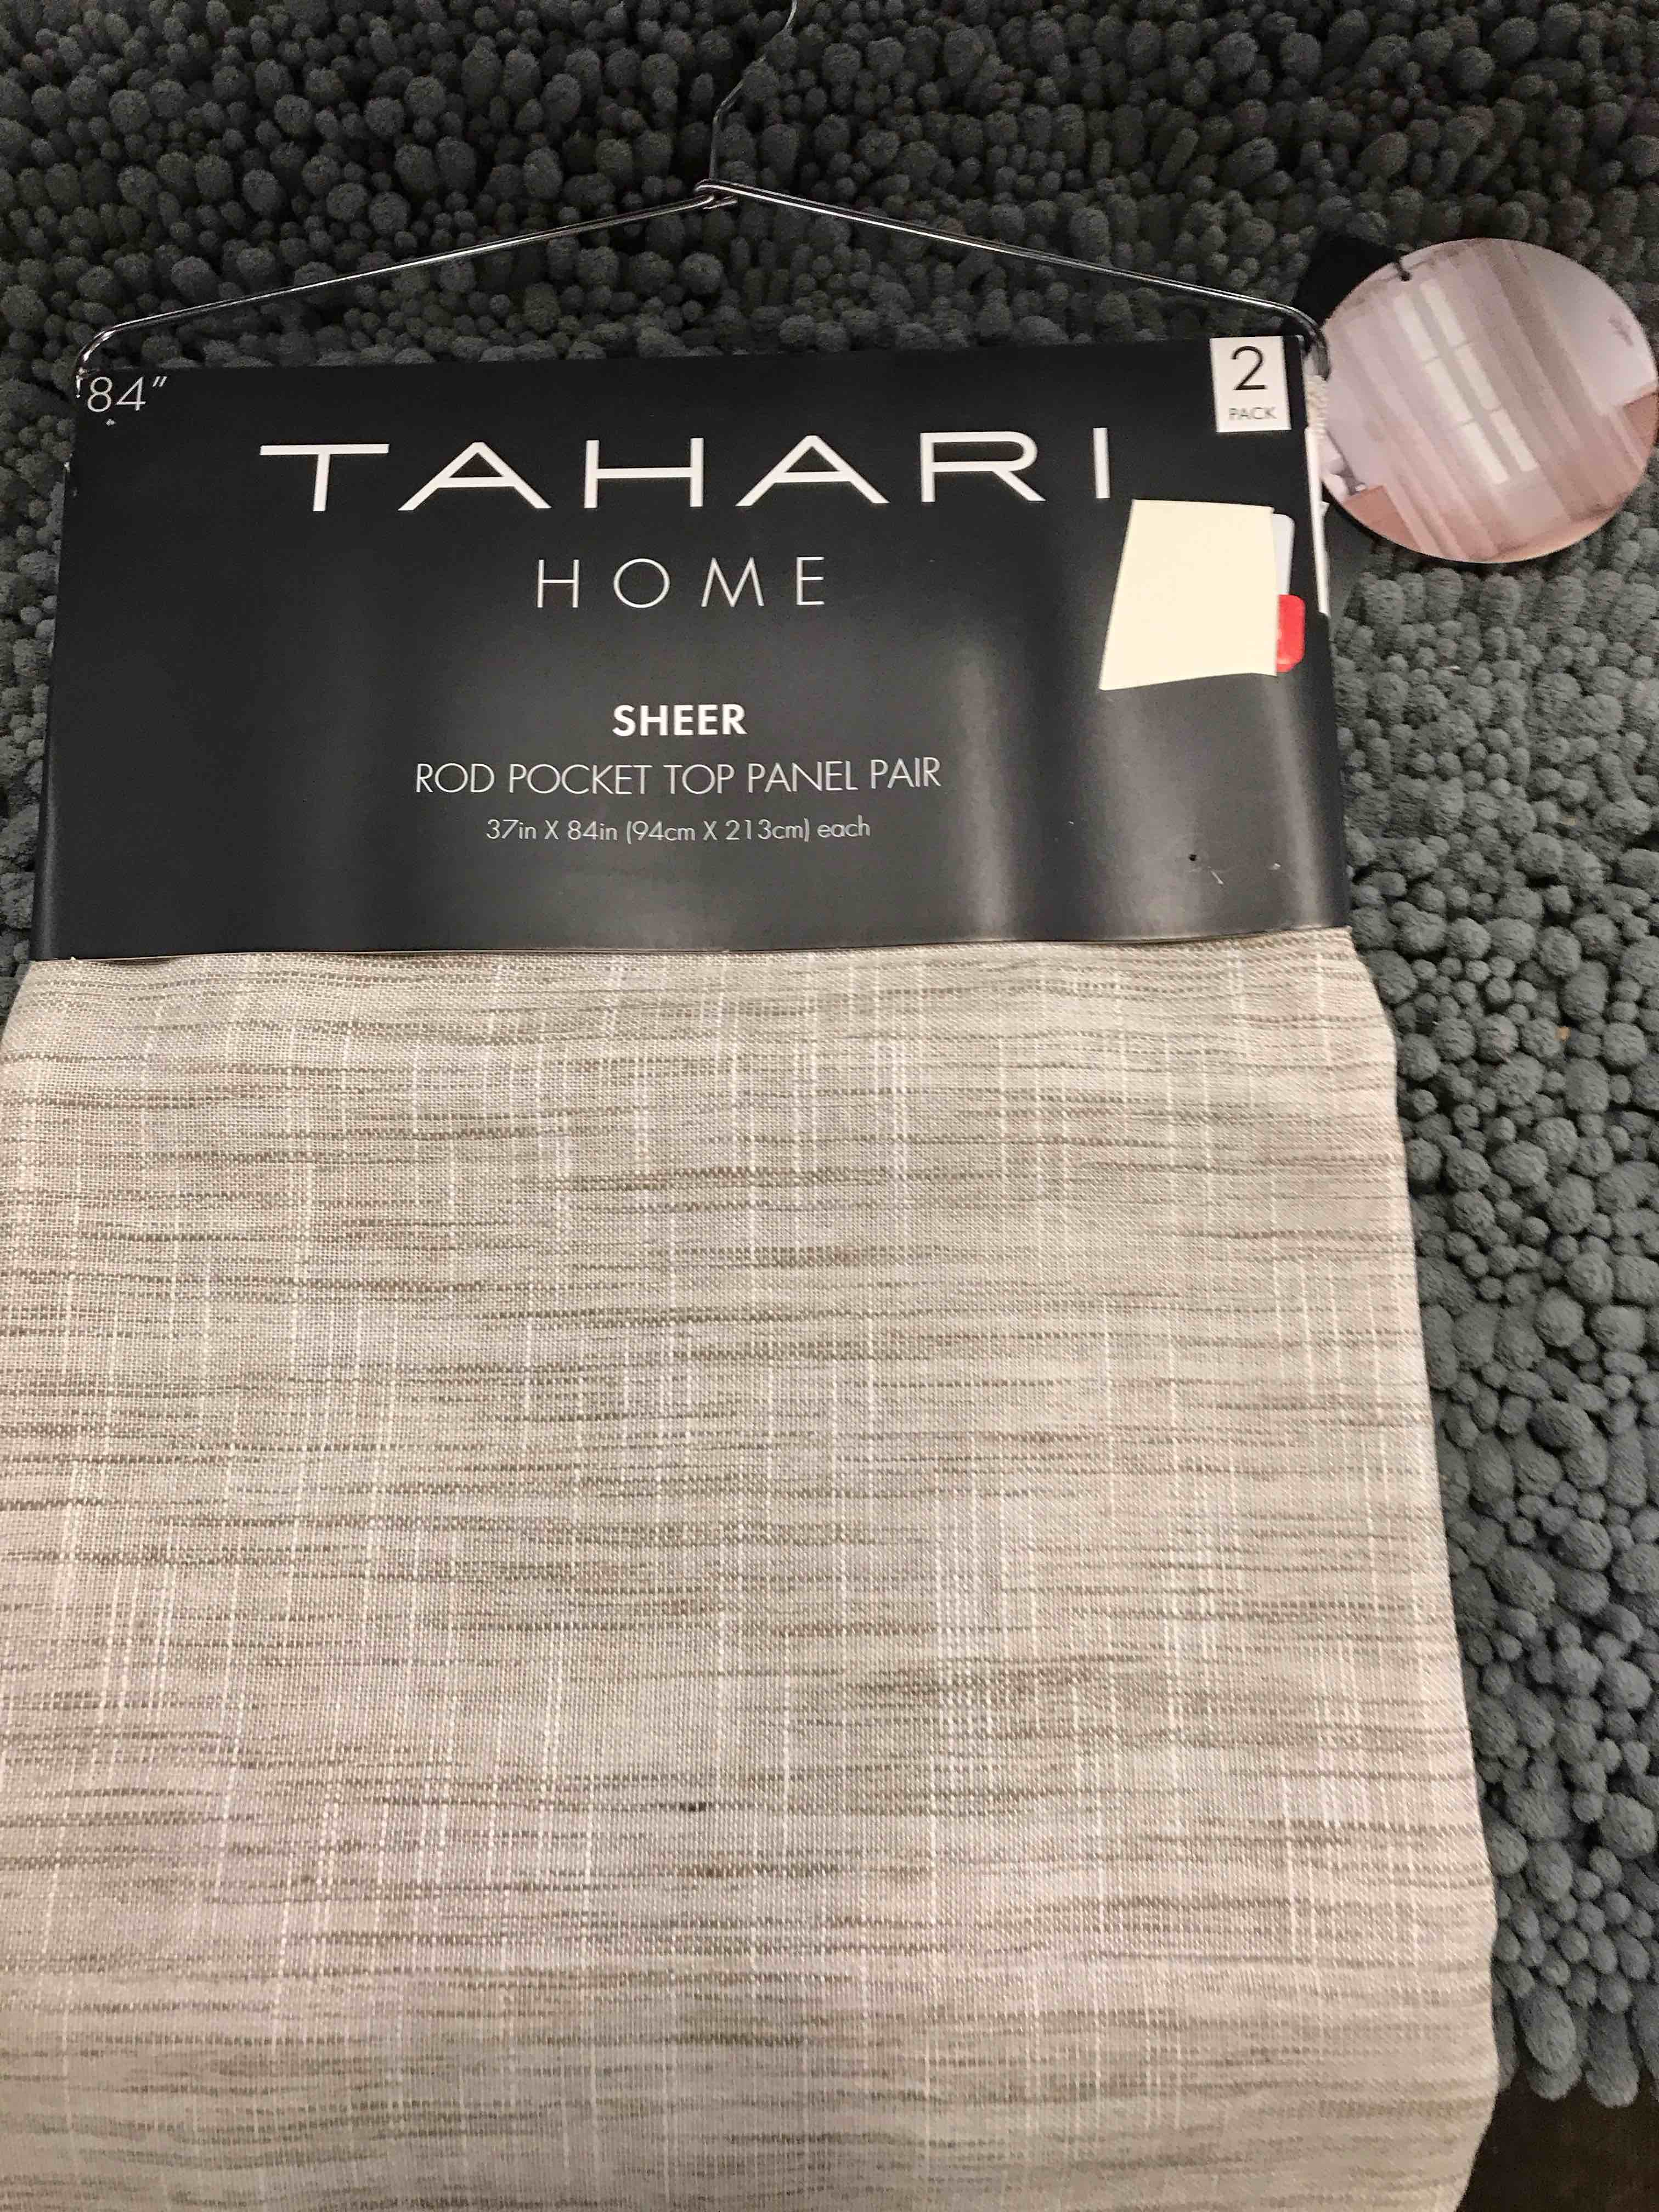 84"
2
PACK
TAHARI
HOME
SHEER
ROD POCKET TOP PANEL PAIR
37in X 84in (94cm X 213cm) each